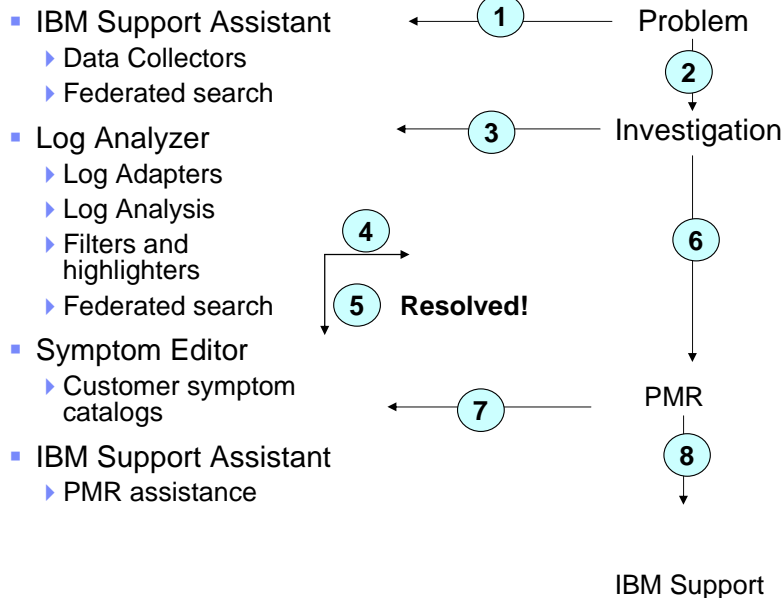 IBM Support Assistant
Data Collectors
Federated search
Log Analyzer
Log Adapters
Log Analysis
Filters and
highlighters
Federated search
Symptom Editor
Customer symptom
catalogs
IBM Support Assistant
PMR assistance
1
Problem
2
3
Investigation
4
5 Resolved!
6
7
PMR
8
IBM Support